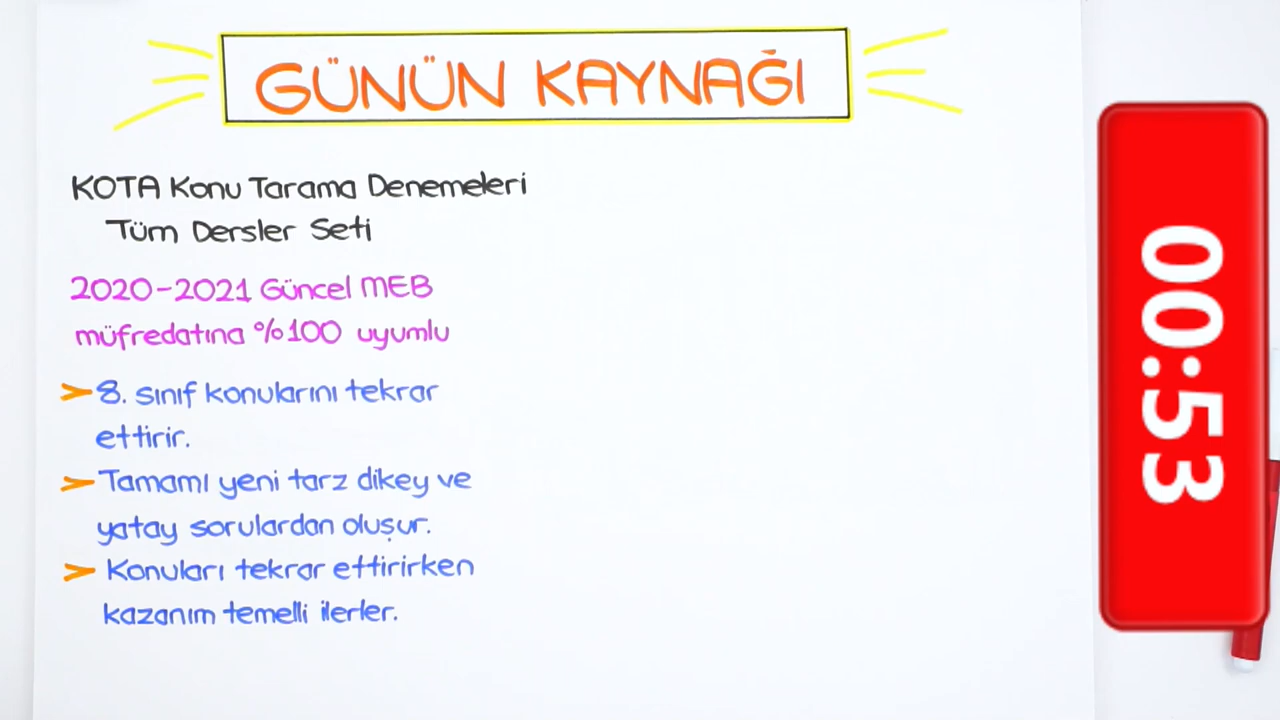 GÜNÜN KAYNAĞI
KOTA Konu Tarama Denemeleri
Tüm Dersler Seti
2020-2021 Güncel MEB
müfredatına %100 uyumlu
➢ 8. sınıf konularını tekrar
ettirir.
➢ Tamamı yeni tarz dikey ve
yatay sorulardan oluşur.
➢ Konuları tekrar ettirirken
kazanım temelli ilerler.
00:53